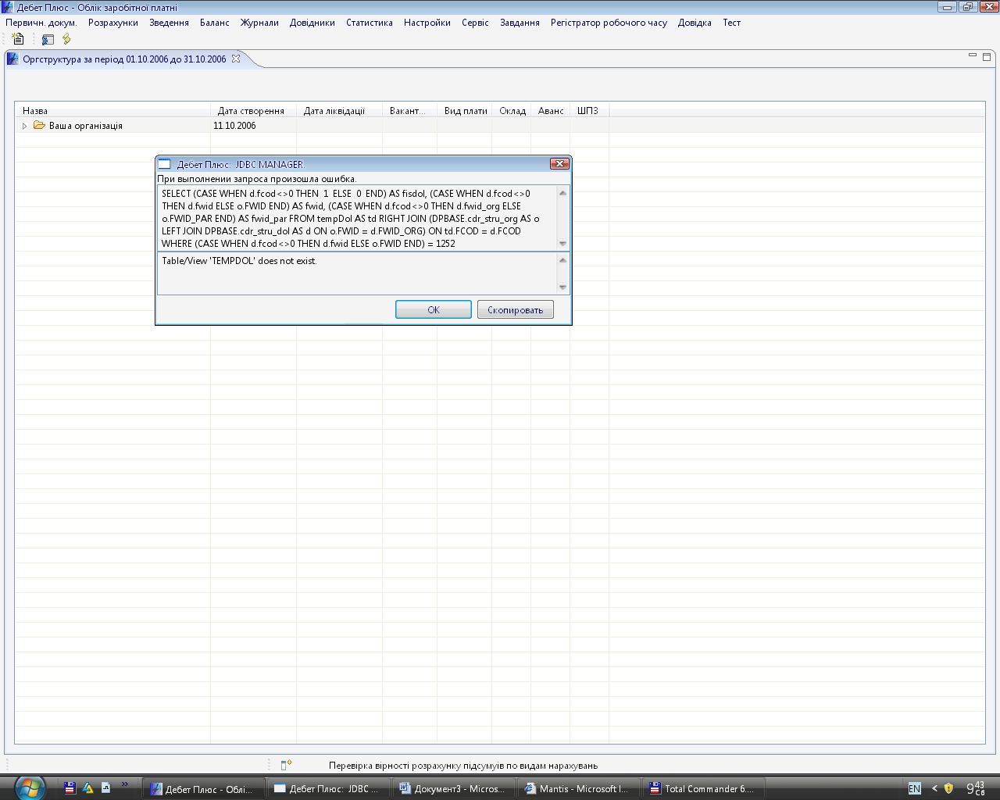 Дебет Плюс - Облік заробітної платні
Первичн. докум. Розрахунки Зведення Баланс Журнали Довідники Статистика Настройки Сервіс Завдання Регістратор робочого часу Довідка Тест
Оргструктура за період 01.10.2006 до 31.10.2006
Назва Дата створення Дата ліквідації Вакант... Вид плати Оклад Аванс ШПЗ
Ваша організація 11.10.2006
Дебет Плюс: JDBC MANAGER.
При выполнении запроса произошла ошибка.
SELECT (CASE WHEN d.fcod<>0 THEN 1 ELSE 0 END) AS fisdol, (CASE WHEN d.fcod<>0
THEN d.fwid ELSE o.FWID END) AS fwid, (CASE WHEN d.fcod<>0 THEN d.fwid_org ELSE
o.FWID_PAR END) AS fwid_par FROM tempDol AS td RIGHT JOIN (DPBASE.cdr_stru_org AS o
LEFT JOIN DPBASE.cdr_stru_dol AS d ON o.FWID = d.FWID_ORG) ON td.FCOD = d.FCOD
WHERE (CASE WHEN d.fcod<>0 THEN d.fwid ELSE o.FWID END) = 1252
Table/View 'TEMPDOL' does not exist.
OK Скопировать
Перевірка вірності розрахунку підсумуів по видам нарахувань
Дебет Плюс - Облі... Дебет Плюс: JDBC ... Документ3 - Micros... Mantis - Microsoft I... Total Commander 6.... EN 9 43
Сб